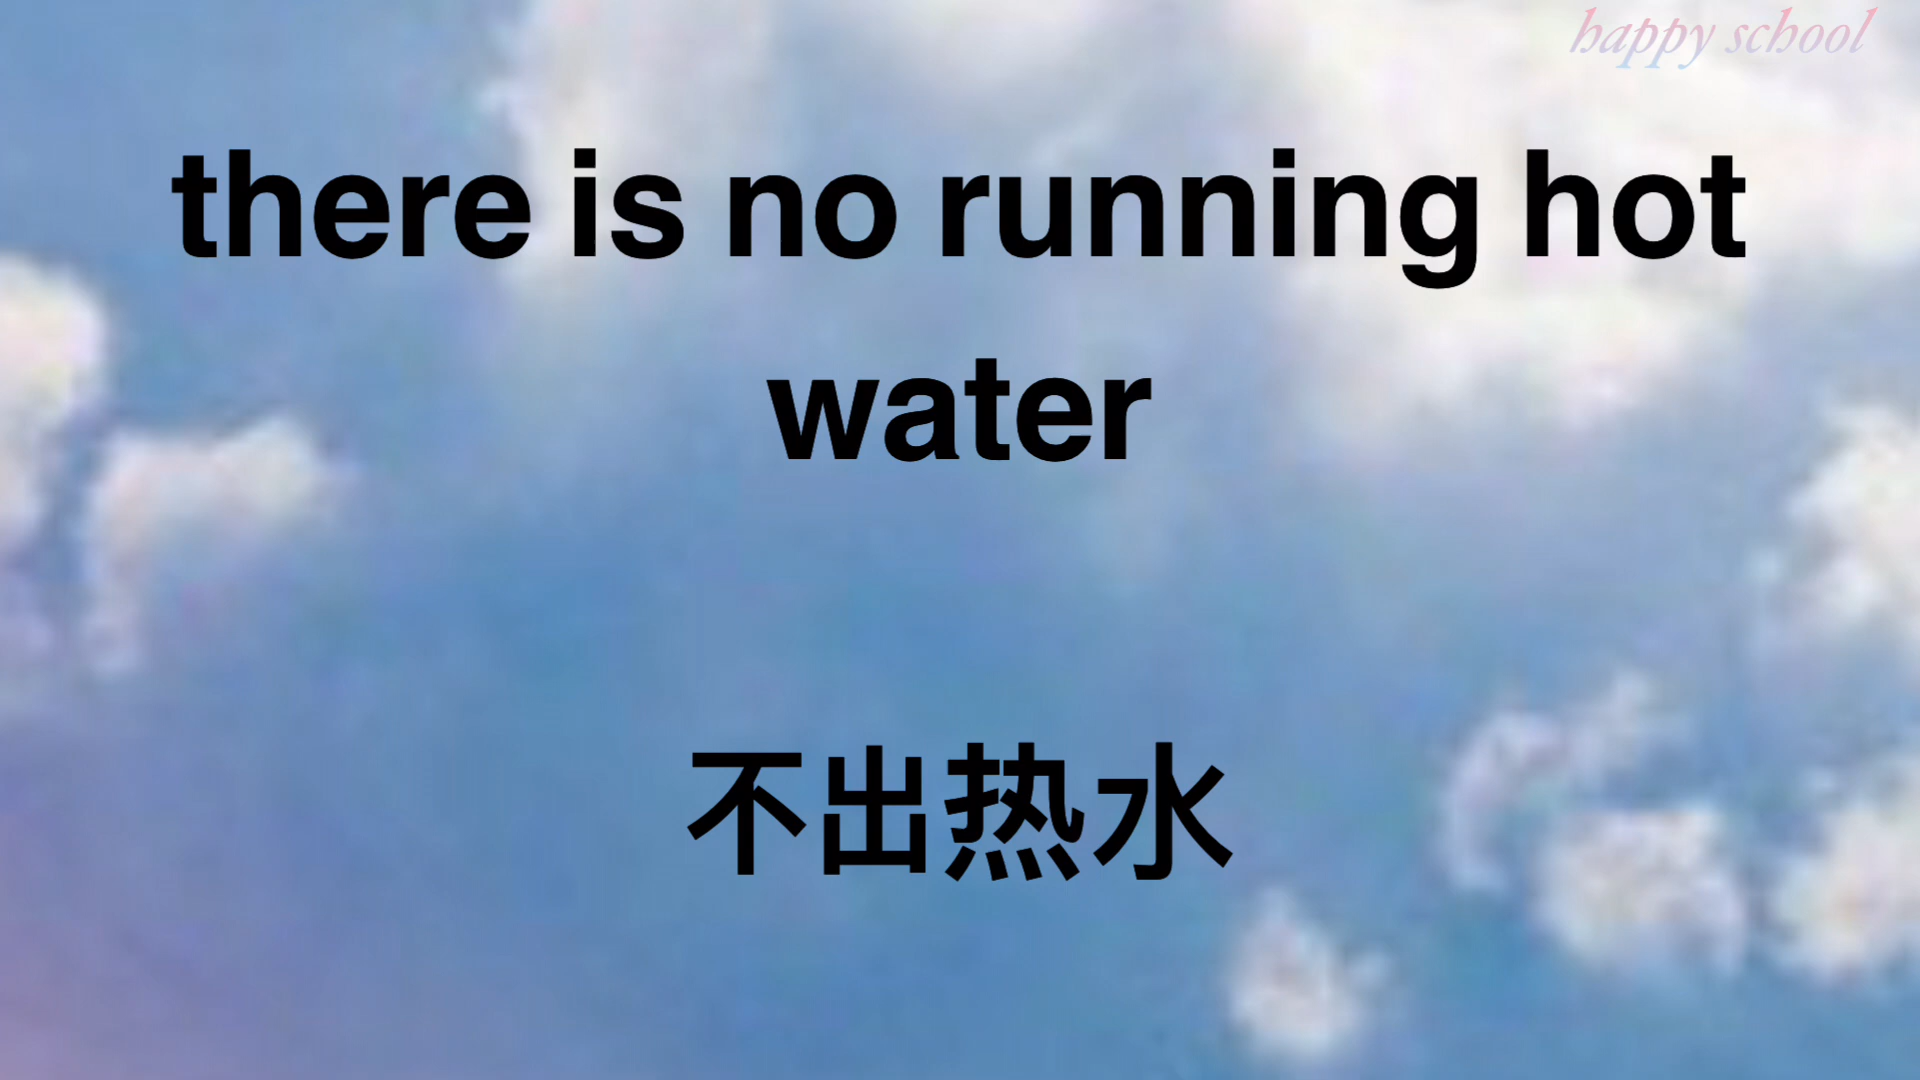 happy school
there is no running hot
water
不出热水